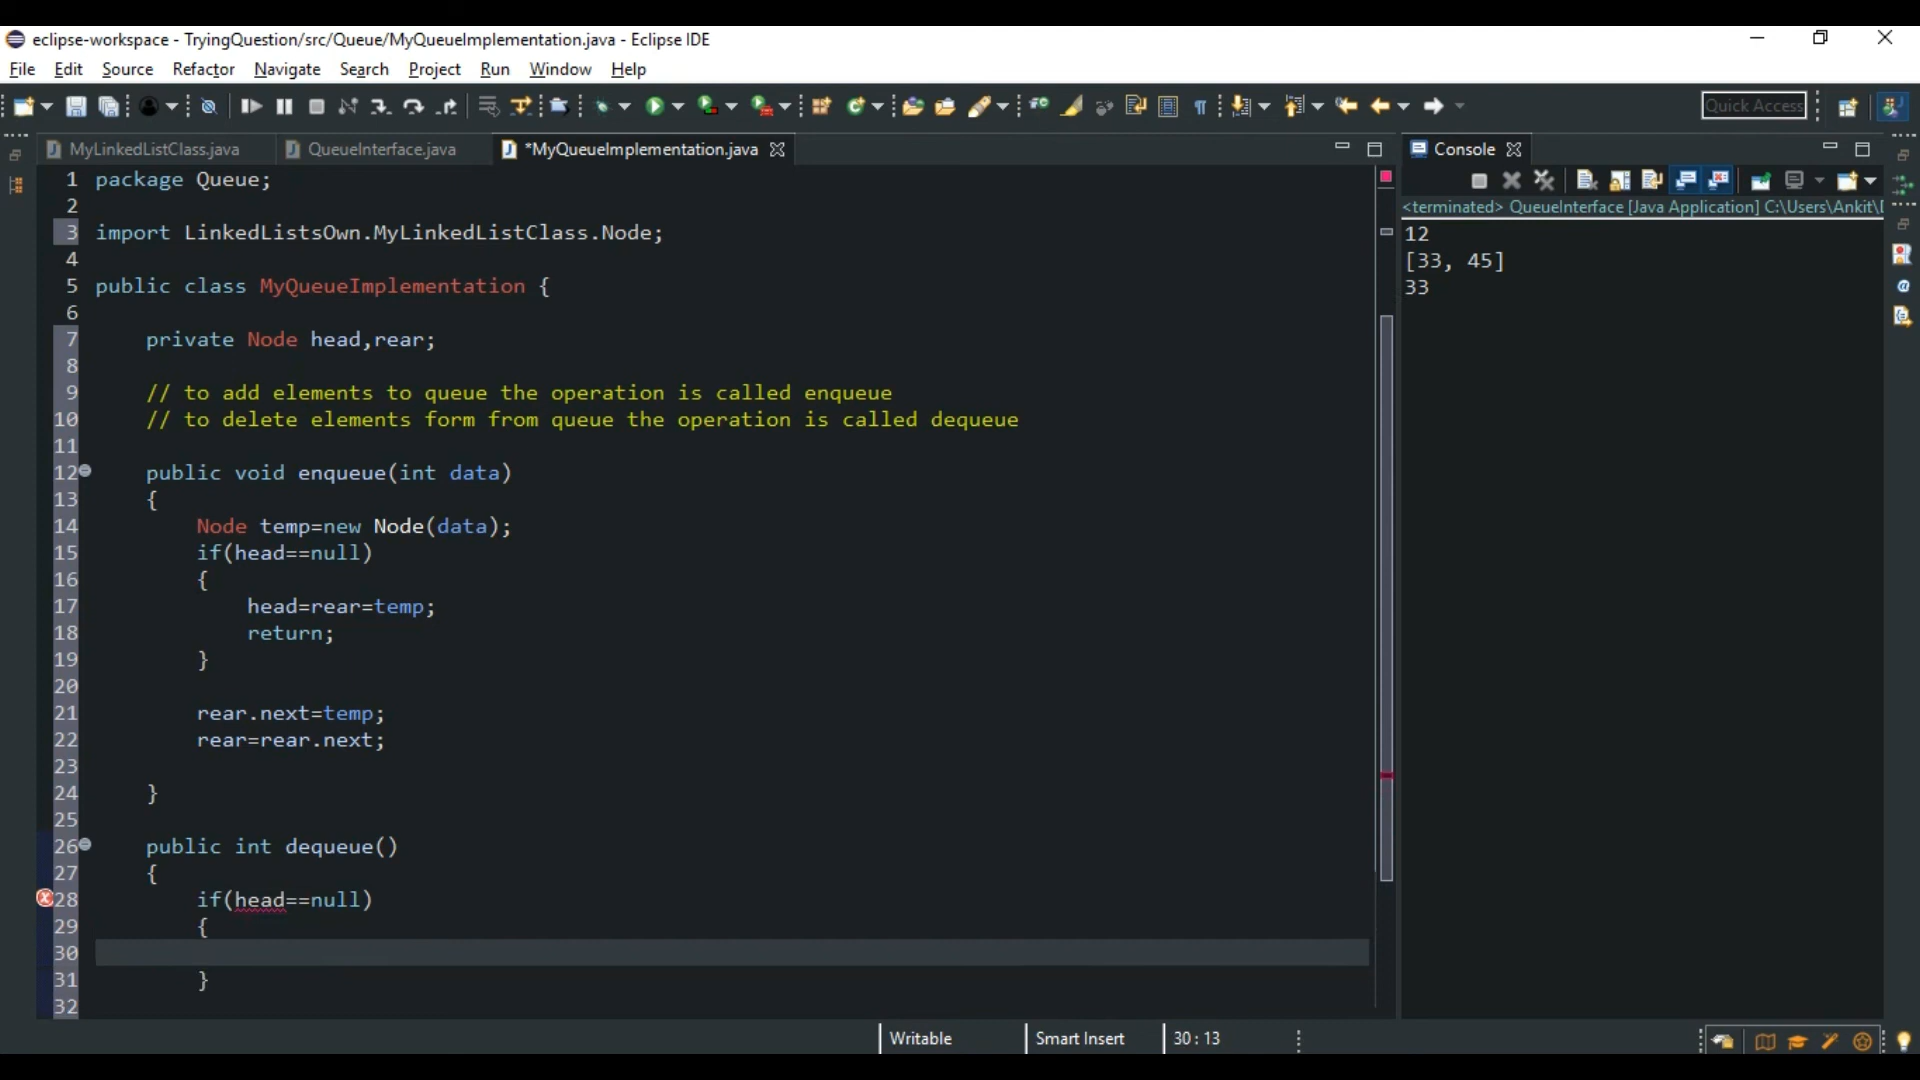 eclipse-workspace - TryingQuestion/src/Queue/MyQueueImplementation.java - Eclipse IDE
File Edit Source Refactor Navigate Search Project Run Window Help
Quick Access
MyLinkedListClass.java QueueInterface.java *MyQueueImplementation.java
1 package Queue;
2
3 import LinkedListsOwn.MyLinkedListClass.Node;
4
5 public class MyQueueImplementation {
6
7 private Node head,rear;
8
9 // to add elements to queue the operation is called enqueue
10 // to delete elements form from queue the operation is called dequeue
11
12 public void enqueue(int data)
13 {
14 Node temp=new Node(data);
15 if(head==null)
16 {
17 head=rear=temp;
18 return;
19 }
20
21 rear.next=temp;
22 rear=rear.next;
23
24 }
25
26 public int dequeue()
27 {
28 if(head==null)
29 {
30
31 }
32
Console
<terminated> QueueInterface [Java Application] C:\Users\Ankit\
12
[33, 45]
33
Writable Smart Insert 30 : 13